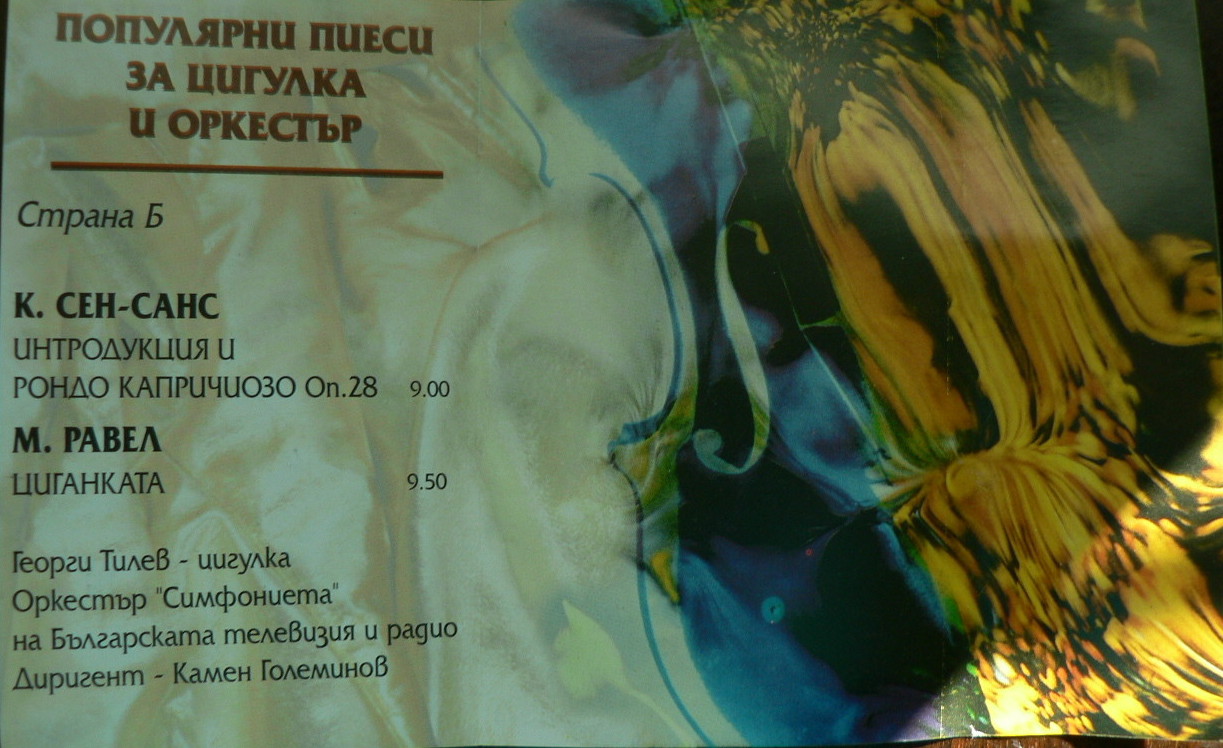 ПОПУЛЯРНИ ПИЕСИ
ЗА ЦИГУЛКА
И ОРКЕСТЪР
Страна Б
К. СЕН-САНС
ИНТРОДУКЦИЯ И
РОНДО КАПРИЧИОЗО Оп.28 9.00
М. РАВЕЛ
ЦИГАНКАТА 9.50
Георги Тилев - цигулка
Оркестър "Симфониета"
на Българската телевизия и радио
Диригент - Камен Големинов